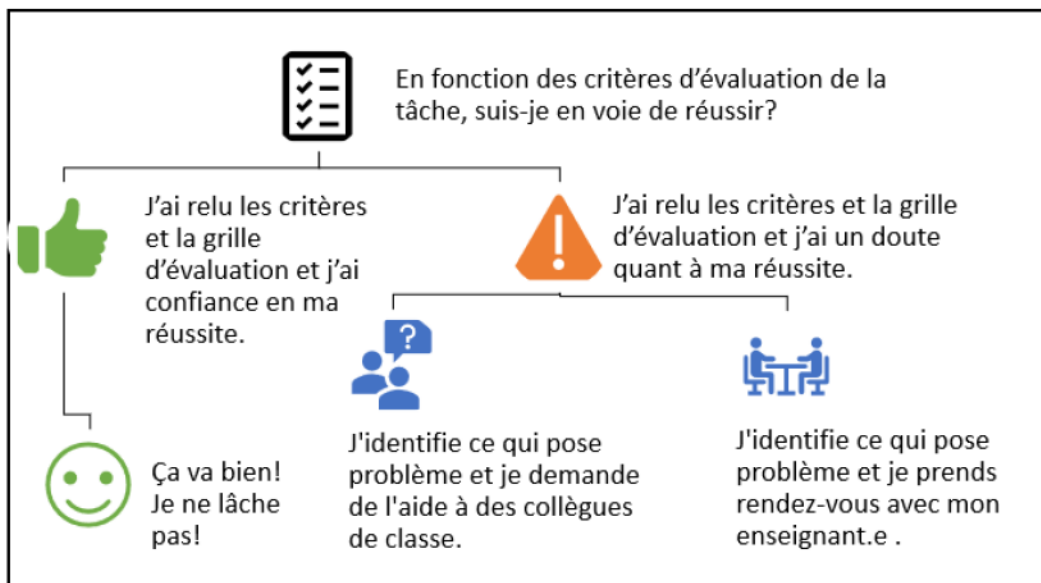 En fonction des critères d’évaluation de la
tâche, suis-je en voie de réussir?
J’ai relu les critères
et la grille
d’évaluation et j’ai
confiance en ma
réussite.
J’ai relu les critères et la grille
d’évaluation et j’ai un doute
quant à ma réussite.
?
Ça va bien!
Je ne lâche
pas!
J'identifie ce qui pose
problème et je demande
de l'aide à des collègues
de classe.
J'identifie ce qui pose
problème et je prends
rendez-vous avec mon
enseignant.e .